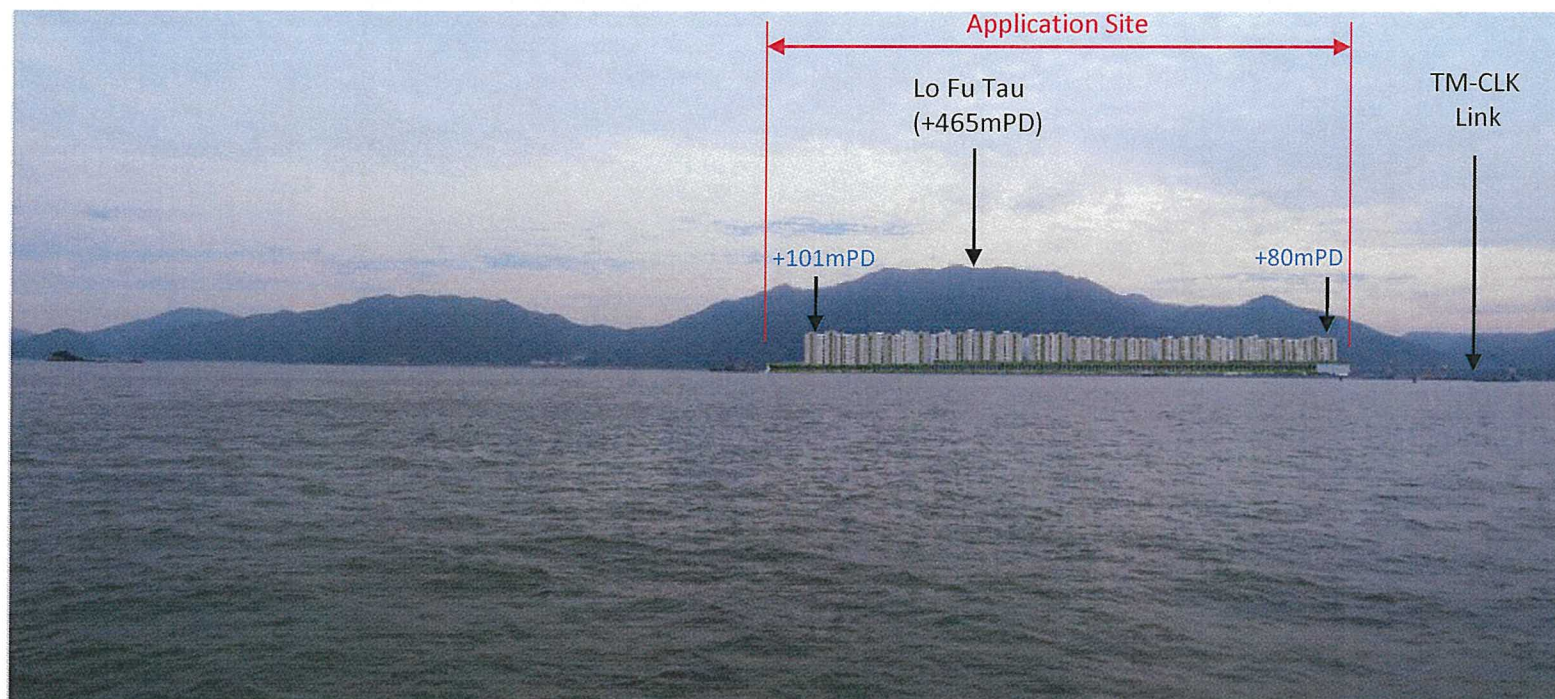 Application Site
Lo Fu Tau
(+465mPD)
TM-CLK
Link
+101mPD
+80mPD